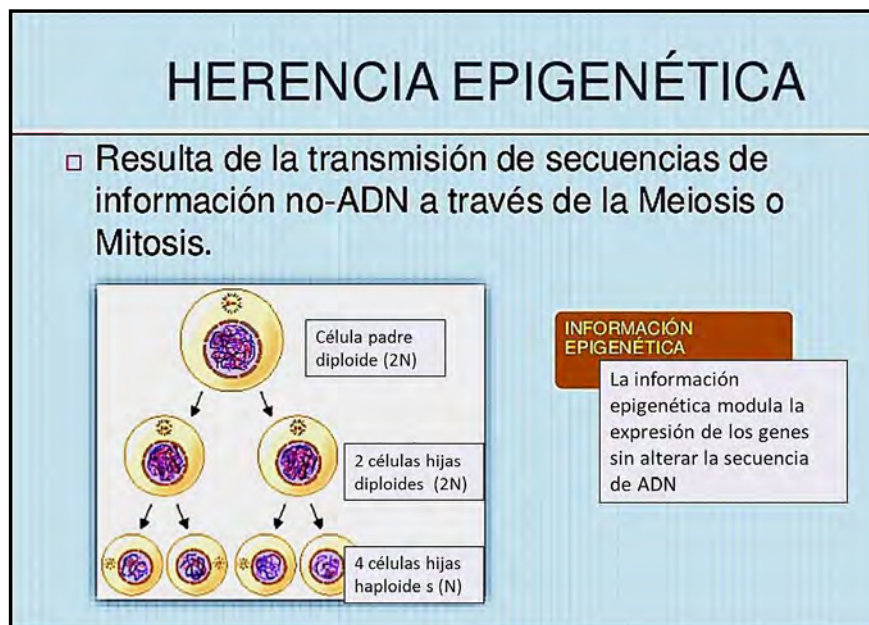 HERENCIA EPIGENÉTICA
Resulta de la transmisión de secuencias de
información no-ADN a través de la Meiosis o
Mitosis.
Célula padre
diploide (2N)
2 células hijas
diploides (2N)
4 células hijas
haploide s (N)
INFORMACIÓN
EPIGENÉTICA
La información
epigenética modula la
expresión de los genes
sin alterar la secuencia
de ADN